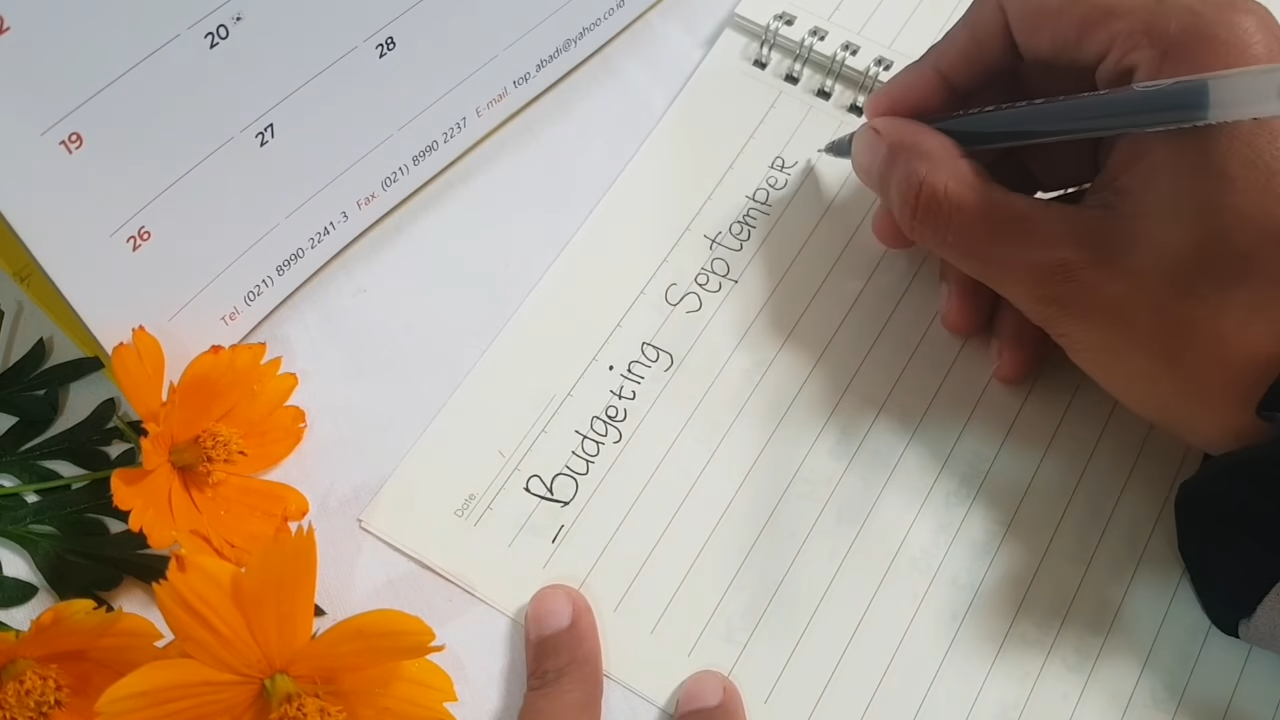 20
28
19
27
26
Tel. (021) 8990-2241-3 Fax. (021) 8990 2237 E-mail. top_abadi@yahoo.co.id
Date.
- Budgeting September